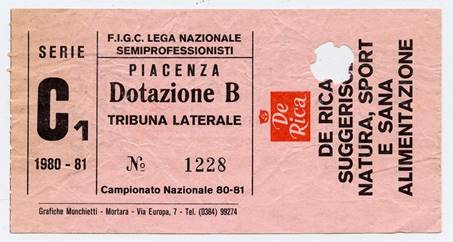 SERIE
C1
1980 - 81
F.I.G.C. LEGA NAZIONALE
SEMIPROFESSIONISTI
PIACENZA
Dotazione B
TRIBUNA LATERALE
№ 1228
Campionato Nazionale 80-81
Grafiche Monchietti - Mortara - Via Europa, 7 - Tel. (0384) 99274
De
Rica
DE RICA
SUGGERISCE
NATURA, SPORT
E SANA
ALIMENTAZIONE